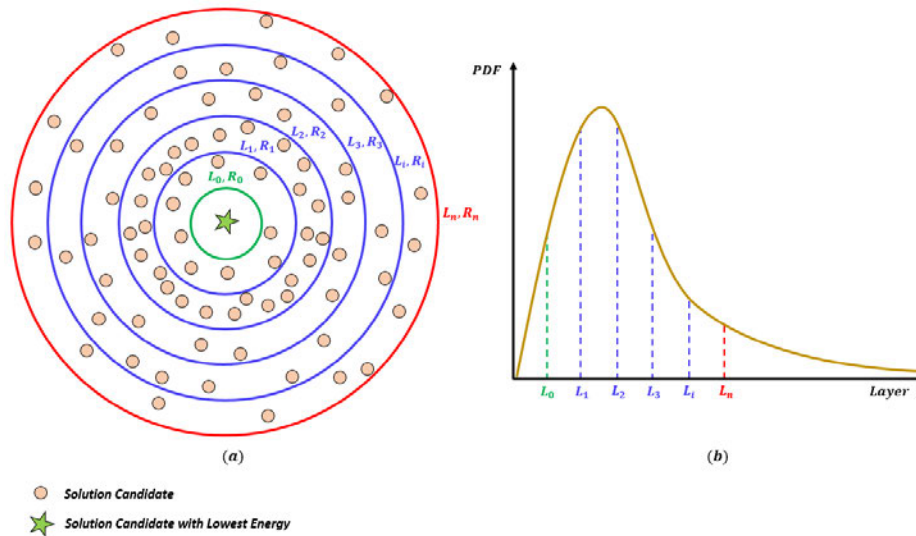 L₀, R₀
L₁, R₁
L₂, R₂
L₃, R₃
Lᵢ, Rᵢ
Lₙ, Rₙ
(a)
PDF
L₀ L₁ L₂ L₃ Lᵢ Lₙ Layer
(b)
Solution Candidate
Solution Candidate with Lowest Energy